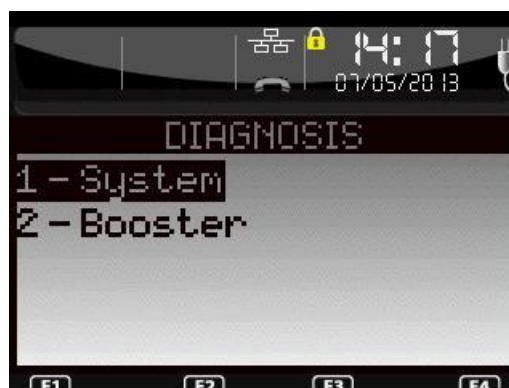 14:17
07/05/2013
DIAGNOSIS
1-System
2-Booster
F1 F2 F3 F4